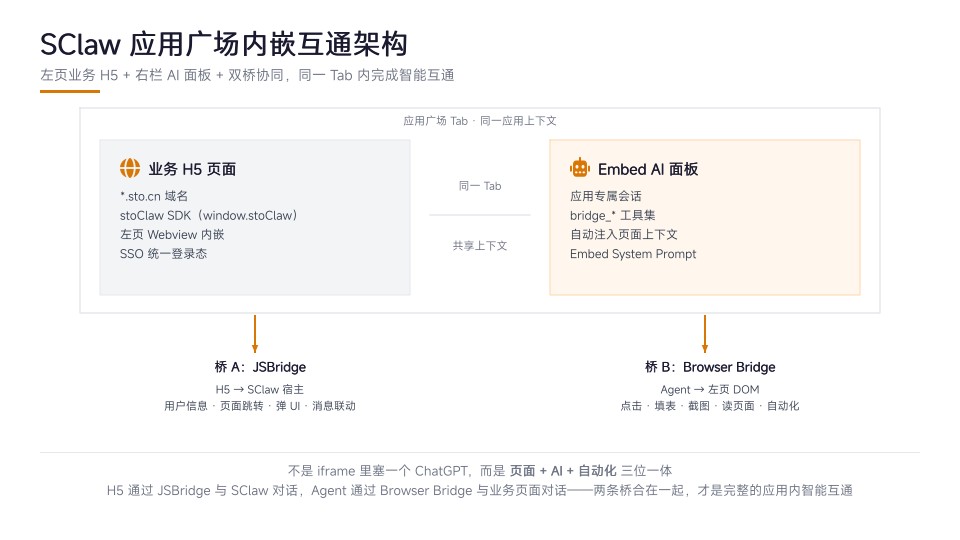 SClaw 应用广场内嵌互通架构
左页业务 H5 + 右栏 AI 面板 + 双桥协同，同一 Tab 内完成智能互通
应用广场 Tab · 同一应用上下文
业务 H5 页面
*.sto.cn 域名
stoClaw SDK（window.stoClaw）
左页 Webview 内嵌
SSO 统一登录态
同一 Tab
共享上下文
Embed AI 面板
应用专属会话
bridge_* 工具集
自动注入页面上下文
Embed System Prompt
桥 A：JSBridge
H5 → SClaw 宿主
用户信息 · 页面跳转 · 弹 UI · 消息联动
桥 B：Browser Bridge
Agent → 左页 DOM
点击 · 填表 · 截图 · 读页面 · 自动化
不是 iframe 里塞一个 ChatGPT，而是 页面 + AI + 自动化 三位一体
H5 通过 JSBridge 与 SClaw 对话，Agent 通过 Browser Bridge 与业务页面对话——两条桥合在一起，才是完整的应用内智能互通